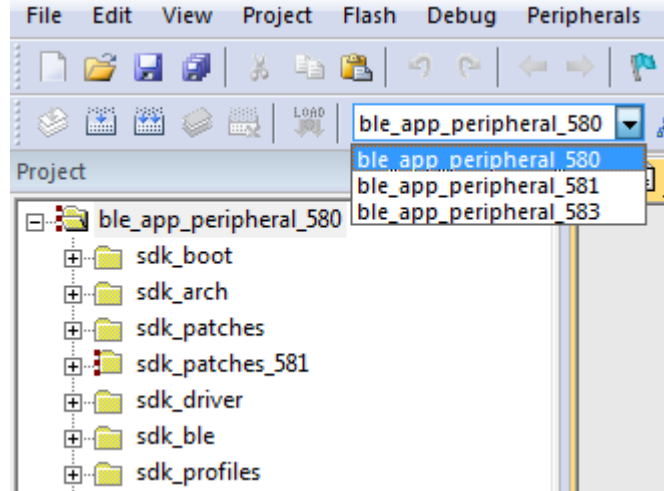 File Edit View Project Flash Debug Peripherals
LOAD
ble_app_peripheral_580
ble_app_peripheral_580
ble_app_peripheral_581
ble_app_peripheral_583
Project
ble_app_peripheral_580
sdk_boot
sdk_arch
sdk_patches
sdk_patches_581
sdk_driver
sdk_ble
sdk_profiles